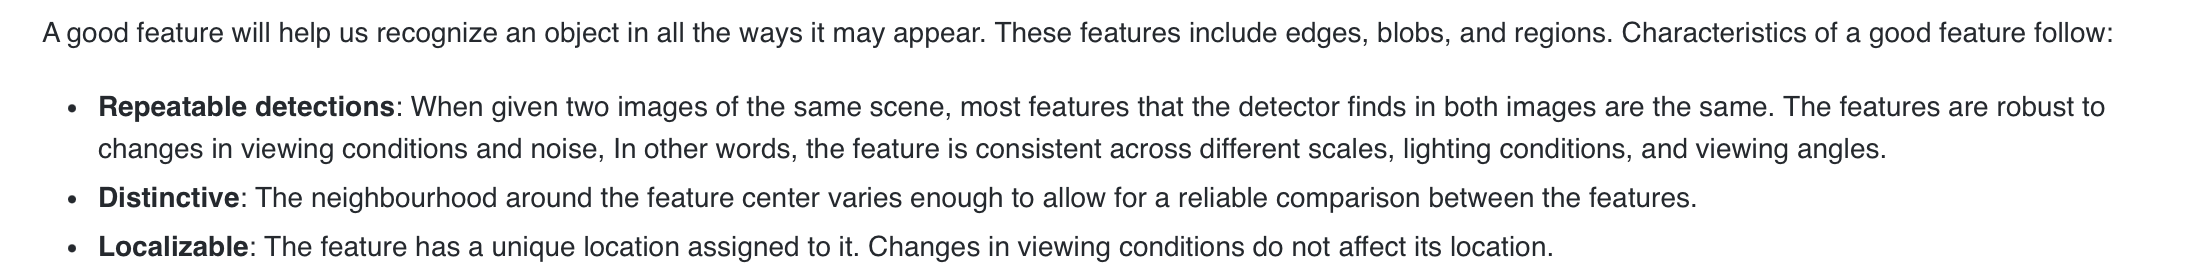 A good feature will help us recognize an object in all the ways it may appear. These features include edges, blobs, and regions. Characteristics of a good feature follow:
• Repeatable detections: When given two images of the same scene, most features that the detector finds in both images are the same. The features are robust to
changes in viewing conditions and noise, In other words, the feature is consistent across different scales, lighting conditions, and viewing angles.
• Distinctive: The neighbourhood around the feature center varies enough to allow for a reliable comparison between the features.
• Localizable: The feature has a unique location assigned to it. Changes in viewing conditions do not affect its location.